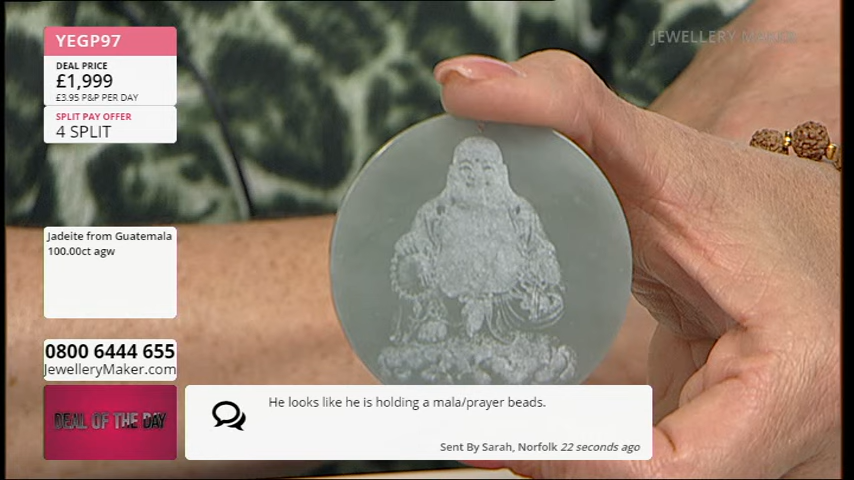 YEGP97
DEAL PRICE
£1,999
£3.95 P&P PER DAY
SPLIT PAY OFFER
4 SPLIT
JEWELLERY MAKER
Jadeite from Guatemala
100.00ct agw
0800 6444 655
JewelleryMaker.com
DEAL OF THE DAY
He looks like he is holding a mala/prayer beads.
Sent By Sarah, Norfolk 22 seconds ago